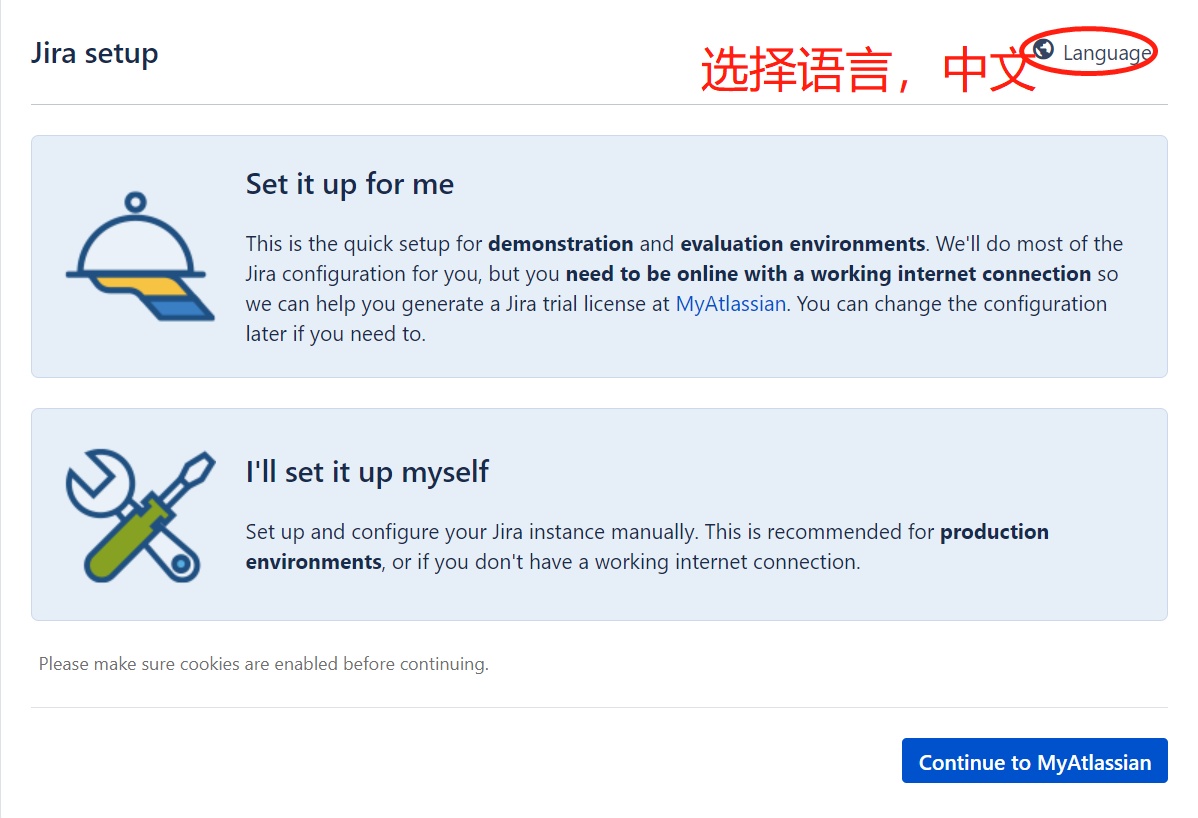 Jira setup
选择语言，中文
Language
Set it up for me
This is the quick setup for demonstration and evaluation environments. We'll do most of the
Jira configuration for you, but you need to be online with a working internet connection so
we can help you generate a Jira trial license at MyAtlassian. You can change the configuration
later if you need to.
I'll set it up myself
Set up and configure your Jira instance manually. This is recommended for production
environments, or if you don't have a working internet connection.
Please make sure cookies are enabled before continuing.
Continue to MyAtlassian